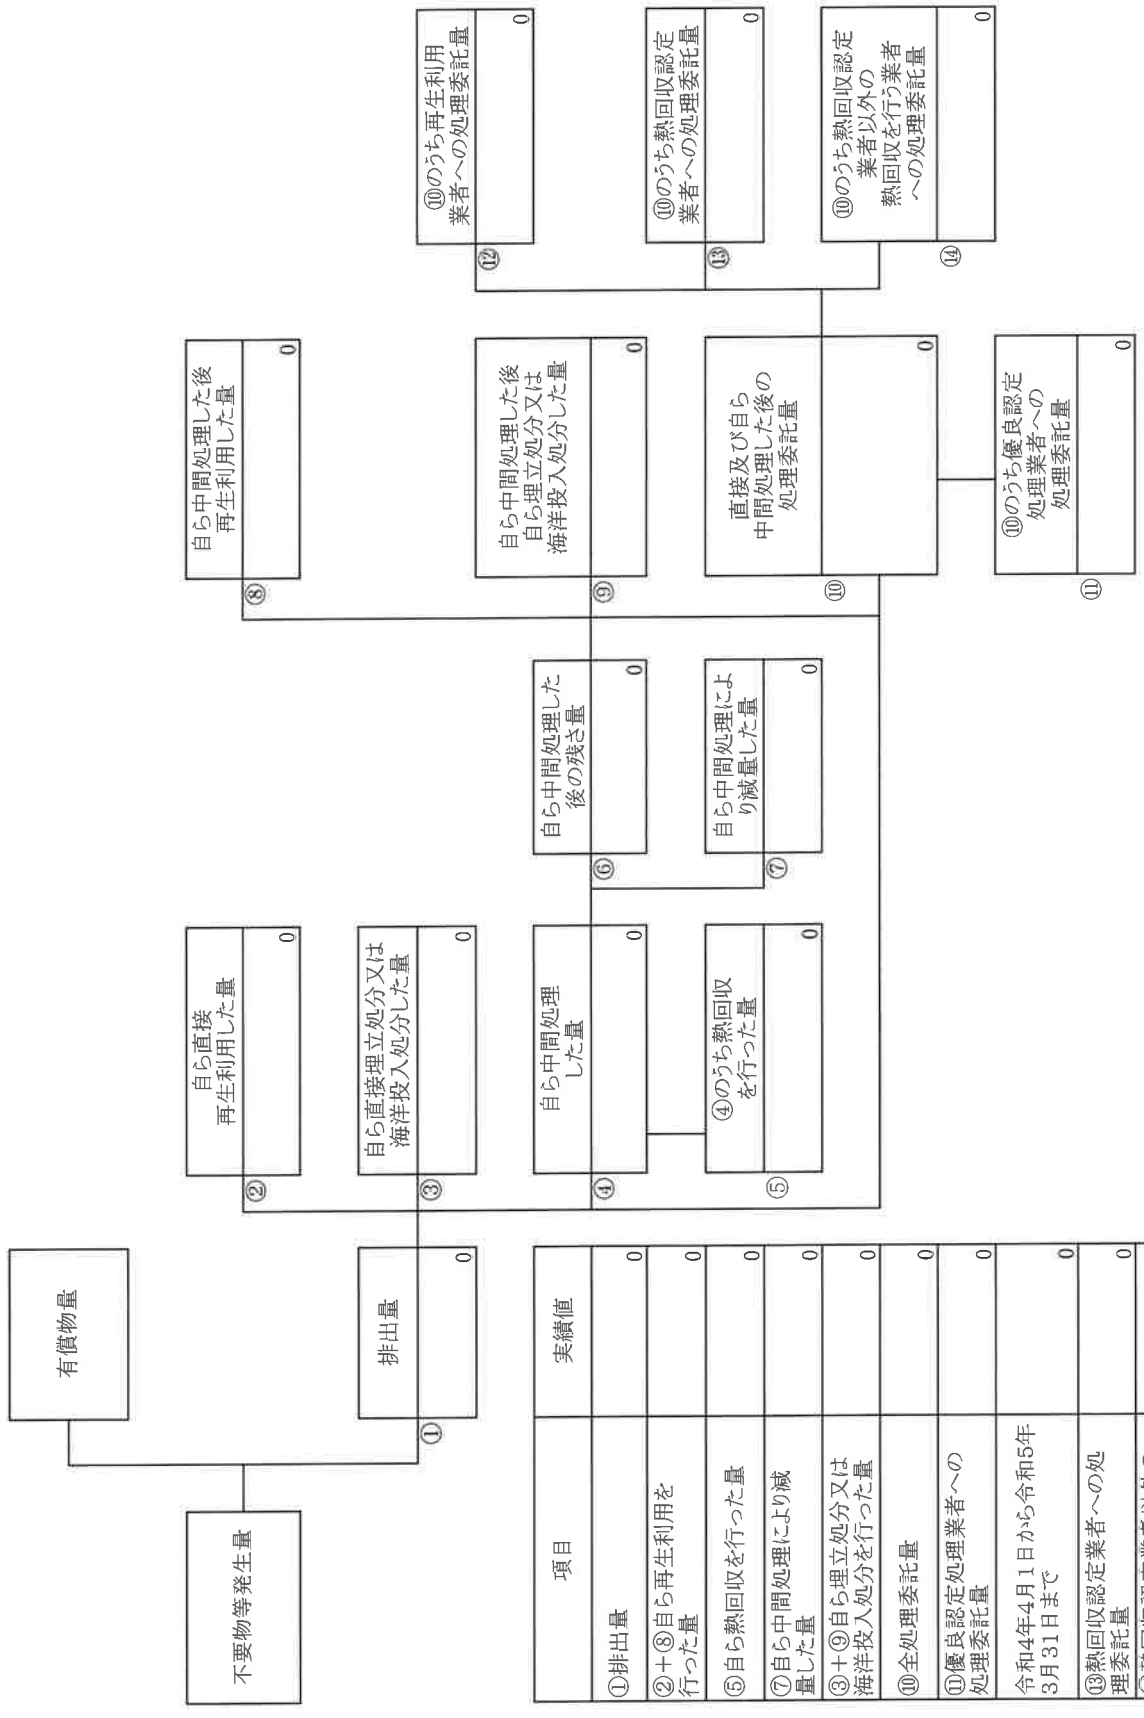 有償物量
不要物等発生量
排出量
①
0
②
自ら直接
再生利用した量
0
③
自ら直接埋立処分又は
海洋投入処分した量
0
④
自ら中間処理
した量
0
⑤
④のうち熱回収
を行った量
0
⑥
自ら中間処理した
後の残さ量
0
⑦
自ら中間処理によ
り減量した量
0
⑧
自ら中間処理した後
再生利用した量
0
⑨
自ら中間処理した後
自ら埋立処分又は
海洋投入処分した量
0
⑩
直接及び自ら
中間処理した後の
処理委託量
0
⑪
⑩のうち優良認定
処理業者への
処理委託量
0
⑫
⑩のうち再生利用
業者への処理委託量
0
⑬
⑩のうち熱回収認定
業者への処理委託量
0
⑭
⑩のうち熱回収認定
業者以外の
熱回収を行う業者
への処理委託量
0
項目 実績値
①排出量 0
②+⑧自ら再生利用を
行った量 0
⑤自ら熱回収を行った量 0
⑦自ら中間処理により減
量した量 0
③+⑨自ら埋立処分又は
海洋投入処分を行った量 0
⑩全処理委託量 0
⑪優良認定処理業者への
処理委託量 0
令和4年4月1日から令和5年
3月31日まで 0
⑬熱回収認定業者への処
理委託量 0